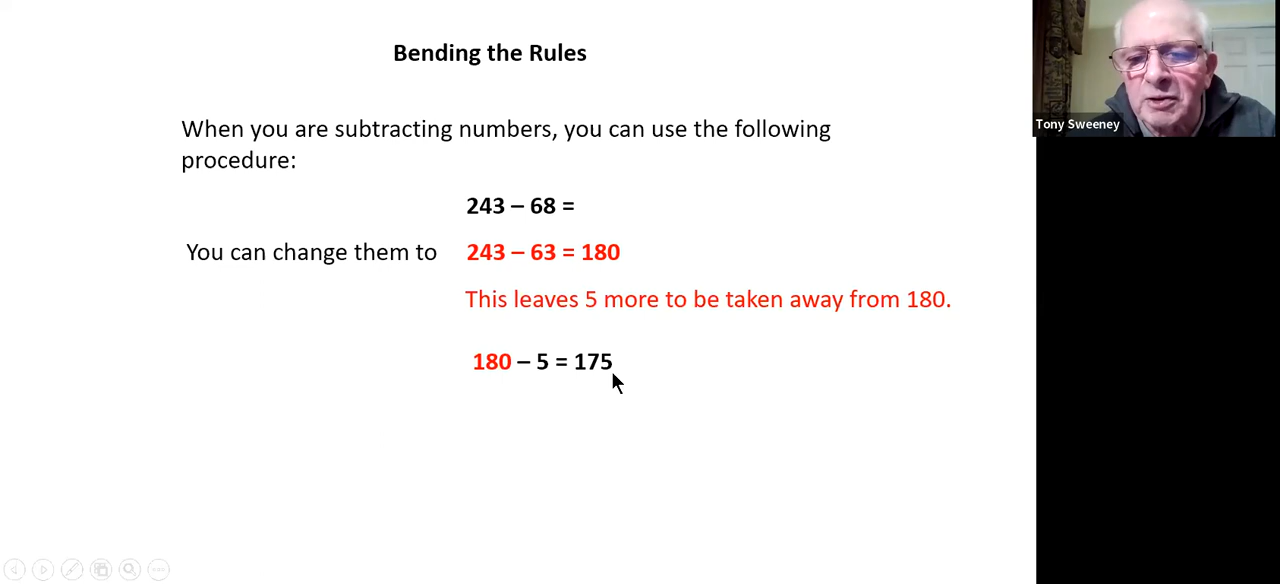 Bending the Rules
When you are subtracting numbers, you can use the following
procedure:
243 – 68 =
You can change them to 243 – 63 = 180
This leaves 5 more to be taken away from 180.
180 – 5 = 175
Tony Sweeney